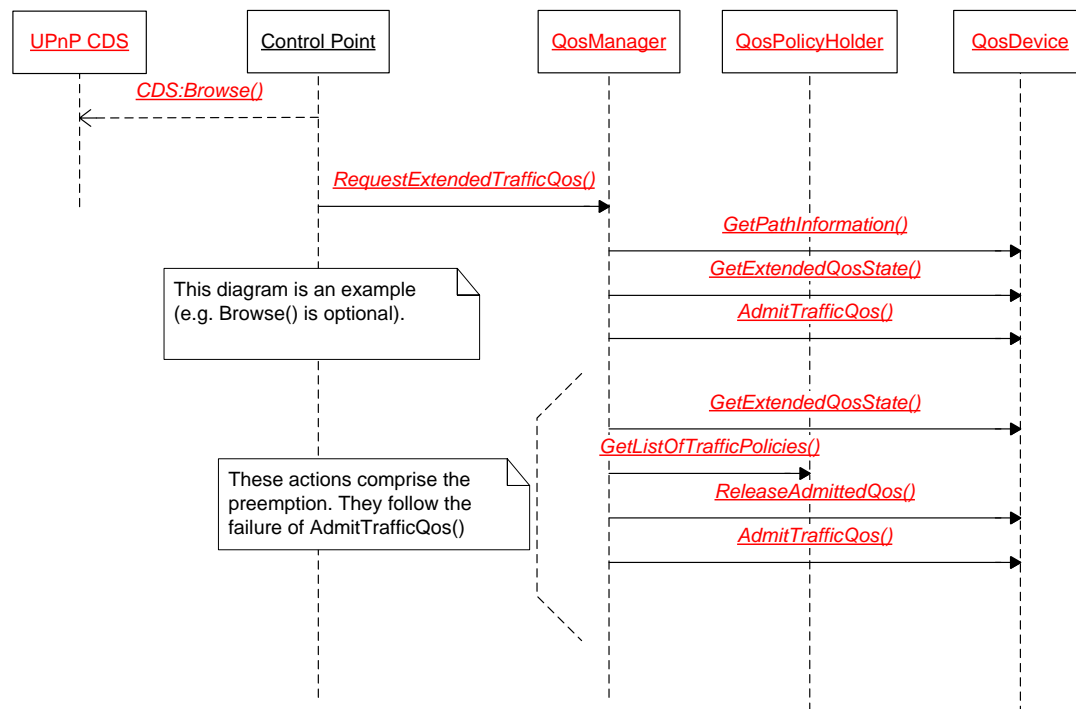 UPnP CDS
Control Point
QosManager
QosPolicyHolder
QosDevice
CDS:Browse()
RequestExtendedTrafficQos()
GetPathInformation()
GetExtendedQosState()
This diagram is an example
(e.g. Browse() is optional).
AdmitTrafficQos()
GetExtendedQosState()
GetListOfTrafficPolicies()
These actions comprise the
preemption. They follow the
failure of AdmitTrafficQos()
ReleaseAdmittedQos()
AdmitTrafficQos()